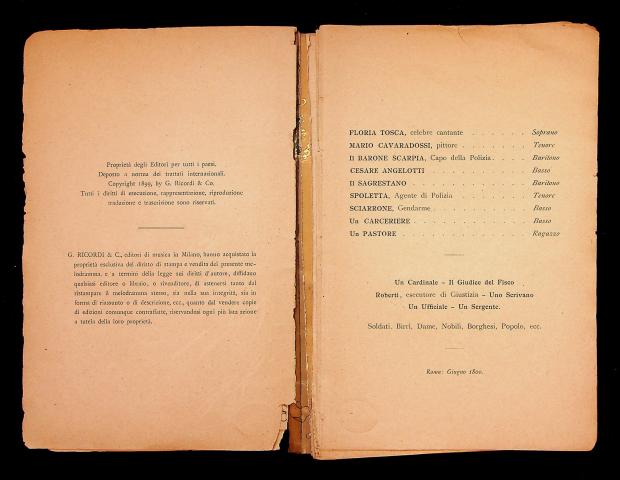 Proprietà degli Editori per tutti i paesi.
Deposto a norma dei trattati internazionali.
Copyright 1899, by G. Ricordi & Co.
Tutti i diritti di esecuzione, rappresentazione, riproduzione
traduzione e trascrizione sono riservati.
G. RICORDI & C., editori di musica in Milano, hanno acquistato la
proprietà esclusiva del diritto di stampa e vendita del presente me-
lodramma, e a termini della legge sui diritti d'autore, diffidano
qualsiasi editore o libraio, o rivenditore, di astenersi tanto dal
ristampare il melodramma stesso, sia nella sua integrità, sia in
forma di riassunto o di descrizione, ecc., quanto dal vendere copie
di edizioni comunque contraffatte, riservandosi ogni più lata azione
a tutela della loro proprietà.
FLORIA TOSCA, celebre cantante . . . . . . Soprano
MARIO CAVARADOSSI, pittore . . . . . . . Tenore
Il BARONE SCARPIA, Capo della Polizia . . . . Baritono
CESARE ANGELOTTI . . . . . . . . . Basso
Il SAGRESTANO . . . . . . . . . . Baritono
SPOLETTA, Agente di Polizia . . . . . . . Tenore
SCIARRONE, Gendarme . . . . . . . . . Basso
Un CARCERIERE . . . . . . . . . . Basso
Un PASTORE . . . . . . . . . . . Ragazzo
Un Cardinale - Il Giudice del Fisco
Roberti, esecutore di Giustizia - Uno Scrivano
Un Ufficiale - Un Sergente.
Soldati, Birri, Dame, Nobili, Borghesi, Popolo, ecc.
Roma: Giugno 1800.